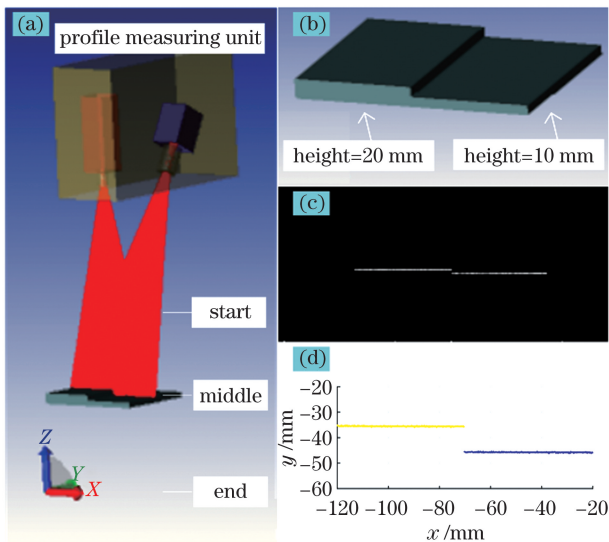 (a)
profile measuring unit
start
middle
end
Z
Y
X
(b)
height=20 mm
height=10 mm
(c)
(d)
−20
−30
−40
−50
−60
y /mm
−120 −100 −80 −60 −40 −20
x /mm